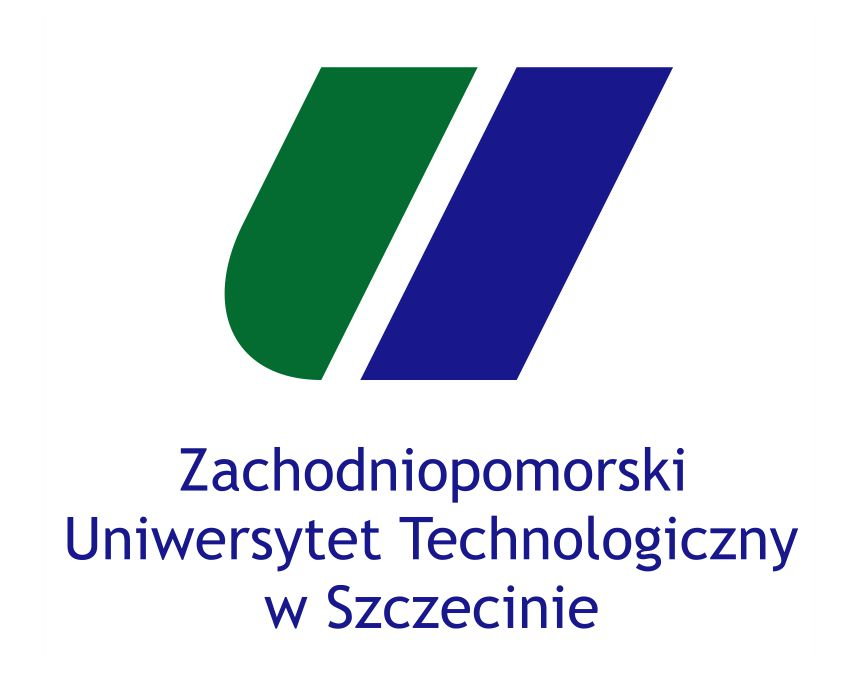 Zachodniopomorski
Uniwersytet Technologiczny
w Szczecinie